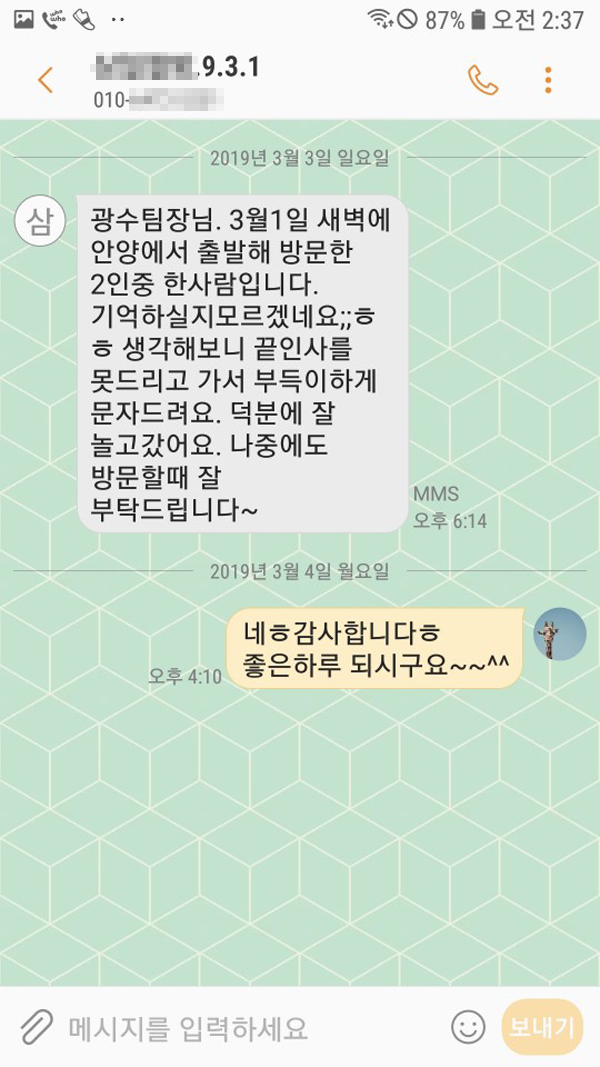 87% 오전 2:37
.9.3.1
010-
2019년 3월 3일 일요일
삼
광수팀장님. 3월1일 새벽에
안양에서 출발해 방문한
2인중 한사람입니다.
기억하실지모르겠네요;;ㅎ
ㅎ 생각해보니 끝인사를
못드리고 가서 부득이하게
문자드려요. 덕분에 잘
놀고갔어요. 나중에도
방문할때 잘
부탁드립니다~
MMS
오후 6:14
2019년 3월 4일 월요일
네ㅎ감사합니다ㅎ
좋은하루 되시구요~~^^
오후 4:10
메시지를 입력하세요
보내기